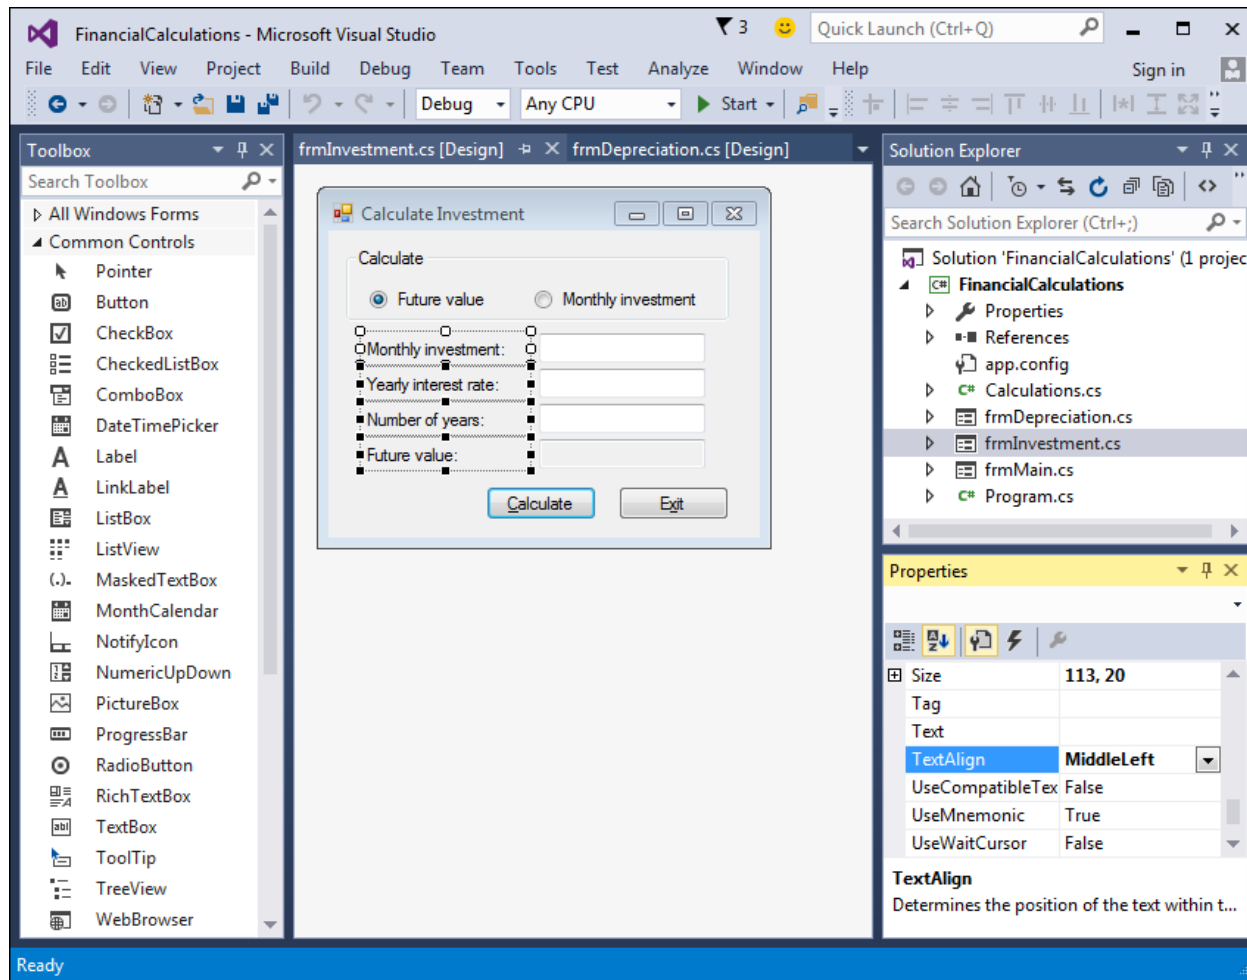 FinancialCalculations - Microsoft Visual Studio
3
Quick Launch (Ctrl+Q)
File Edit View Project Build Debug Team Tools Test Analyze Window Help
Sign in
Debug
Any CPU
Start
Toolbox
Search Toolbox
All Windows Forms
Common Controls
Pointer
Button
CheckBox
CheckedListBox
ComboBox
DateTimePicker
Label
LinkLabel
ListBox
ListView
MaskedTextBox
MonthCalendar
NotifyIcon
NumericUpDown
PictureBox
ProgressBar
RadioButton
RichTextBox
TextBox
ToolTip
TreeView
WebBrowser
frmInvestment.cs [Design]
frmDepreciation.cs [Design]
Calculate Investment
Calculate
Future value
Monthly investment
Monthly investment:
Yearly interest rate:
Number of years:
Future value:
Calculate
Exit
Solution Explorer
Search Solution Explorer (Ctrl+;)
Solution 'FinancialCalculations' (1 projec
C# FinancialCalculations
Properties
References
app.config
C# Calculations.cs
frmDepreciation.cs
frmInvestment.cs
frmMain.cs
C# Program.cs
Properties
Size 113, 20
Tag
Text
TextAlign MiddleLeft
UseCompatibleTex False
UseMnemonic True
UseWaitCursor False
TextAlign
Determines the position of the text within t...
Ready